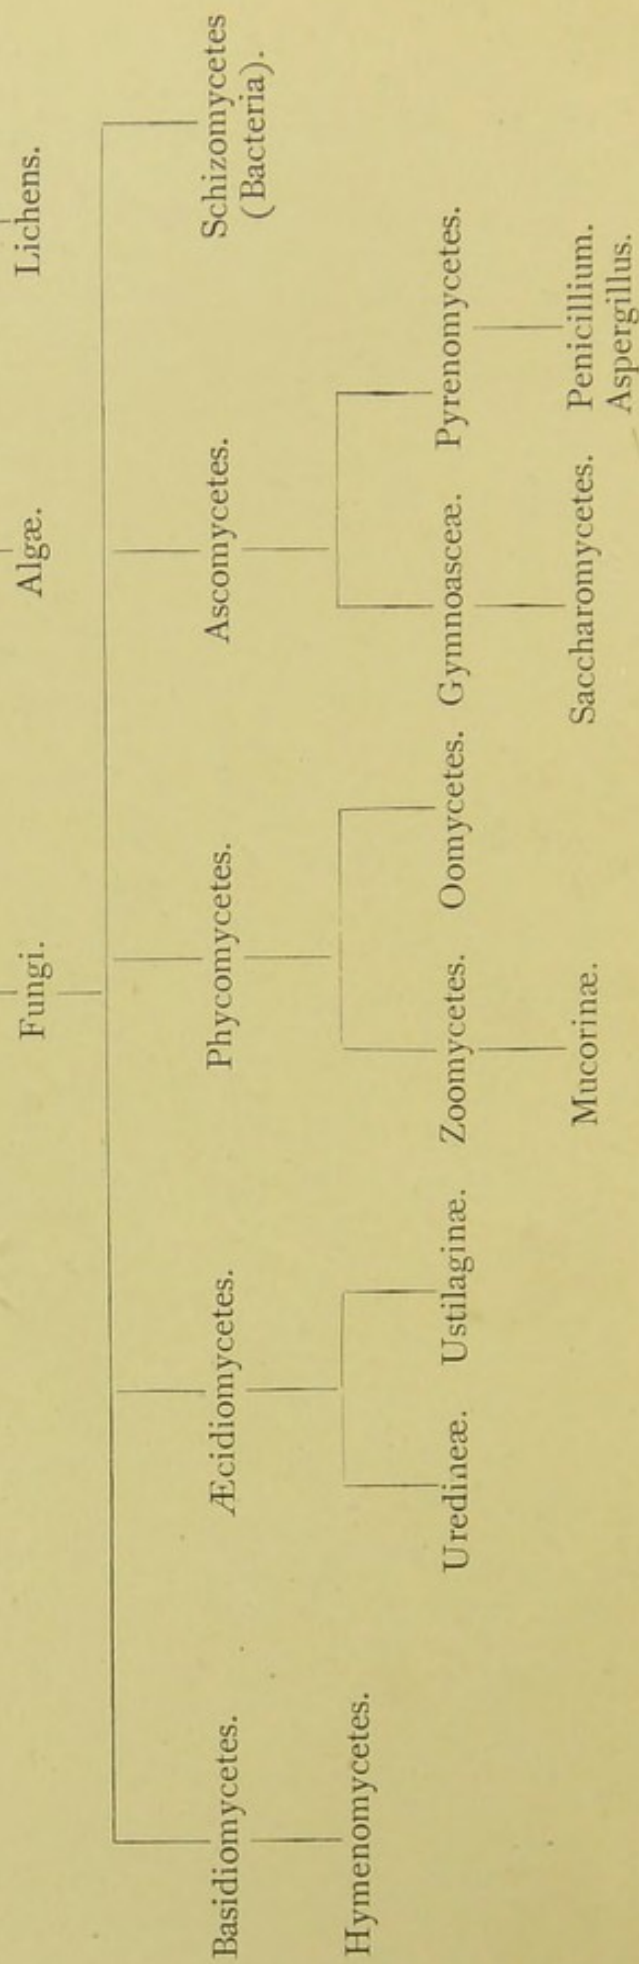 Fungi.
Algæ.
Lichens.
Basidiomycetes.
Æcidiomycetes.
Phycomycetes.
Ascomycetes.
Schizomycetes
(Bacteria).
Hymenomycetes.
Uredineæ.
Ustilaginæ.
Zoomycetes.
Oomycetes.
Gymnoasceæ.
Pyrenomycetes.
Mucorinæ.
Saccharomycetes.
Penicillium.
Aspergillus.